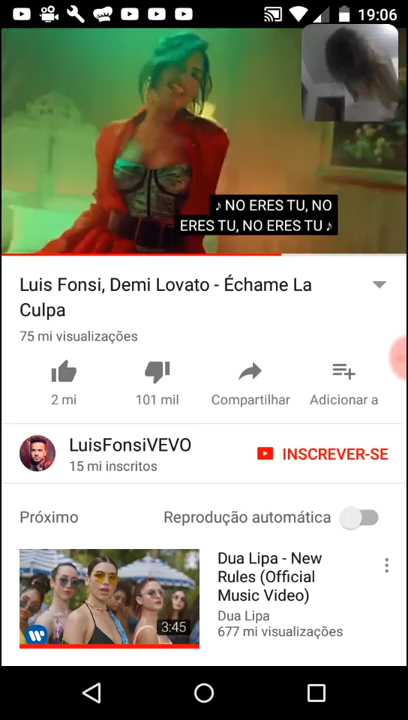 19:06
♪ NO ERES TU, NO
ERES TU, NO ERES TU ♪
Luis Fonsi, Demi Lovato - Échame La
Culpa
75 mi visualizações
2 mi
101 mil
Compartilhar
Adicionar a
LuisFonsiVEVO
15 mi inscritos
INSCREVER-SE
Próximo
Reprodução automática
Dua Lipa - New
Rules (Official
Music Video)
Dua Lipa
677 mi visualizações
3:45